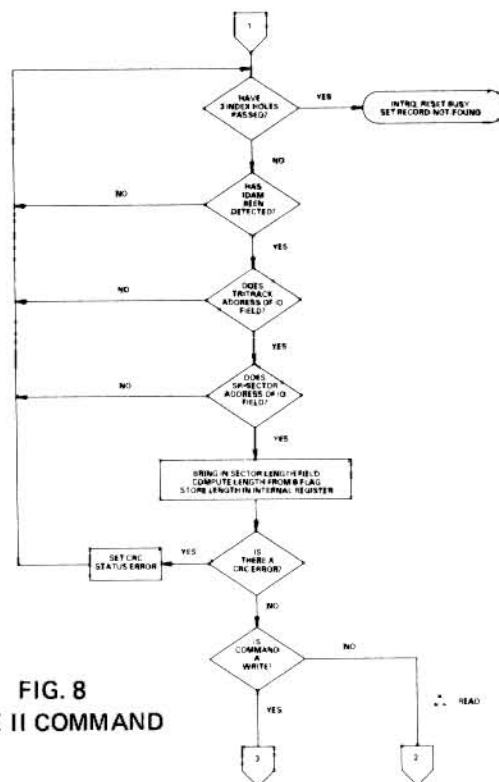 1
HAVE
3 INDEX HOLES
PASSED?
YES
INTRQ, RESET BUSY
SET RECORD-NOT-FOUND
NO
HAS
IDAM
BEEN
DETECTED?
NO
YES
DOES
TR=TRACK
ADDRESS OF ID
FIELD?
NO
YES
DOES
SR=SECTOR
ADDRESS OF ID
FIELD?
NO
YES
BRING IN SECTOR LENGTH FIELD
COMPUTE LENGTH FROM B FLAG
STORE LENGTH IN INTERNAL REGISTER
IS
THERE A
CRC ERROR?
YES
SET CRC
STATUS ERROR
NO
IS
COMMAND
A
WRITE?
NO
YES
READ
3
2
FIG. 8
E II COMMAND